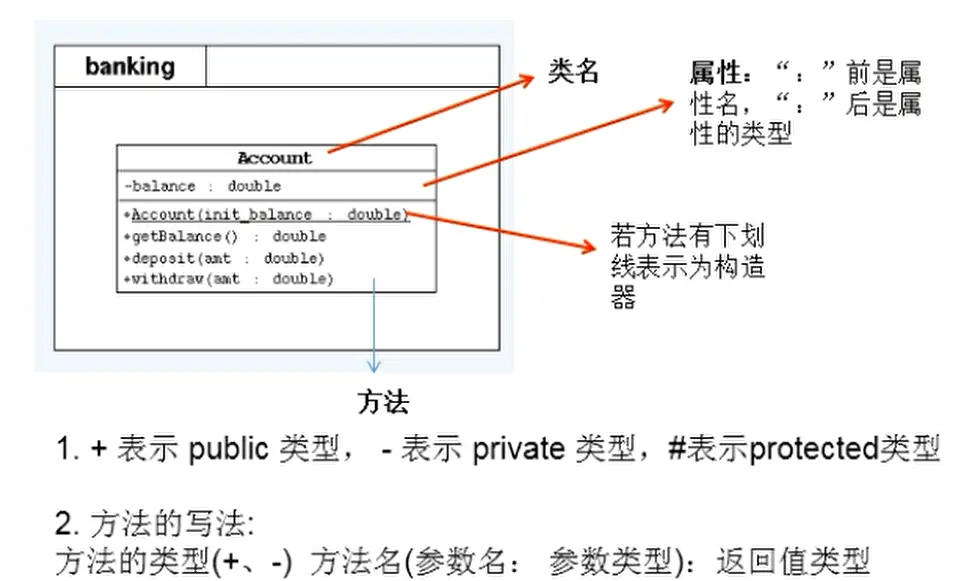 banking
类名
属性：“：”前是属
性名，“：”后是属
性的类型
Account
-balance : double
+Account(init_balance : double)
+getBalance() : double
+deposit(amt : double)
+withdraw(amt : double)
若方法有下划
线表示为构造
器
方法
1. + 表示 public 类型， - 表示 private 类型，#表示protected类型
2. 方法的写法:
方法的类型(+、-) 方法名(参数名： 参数类型)：返回值类型